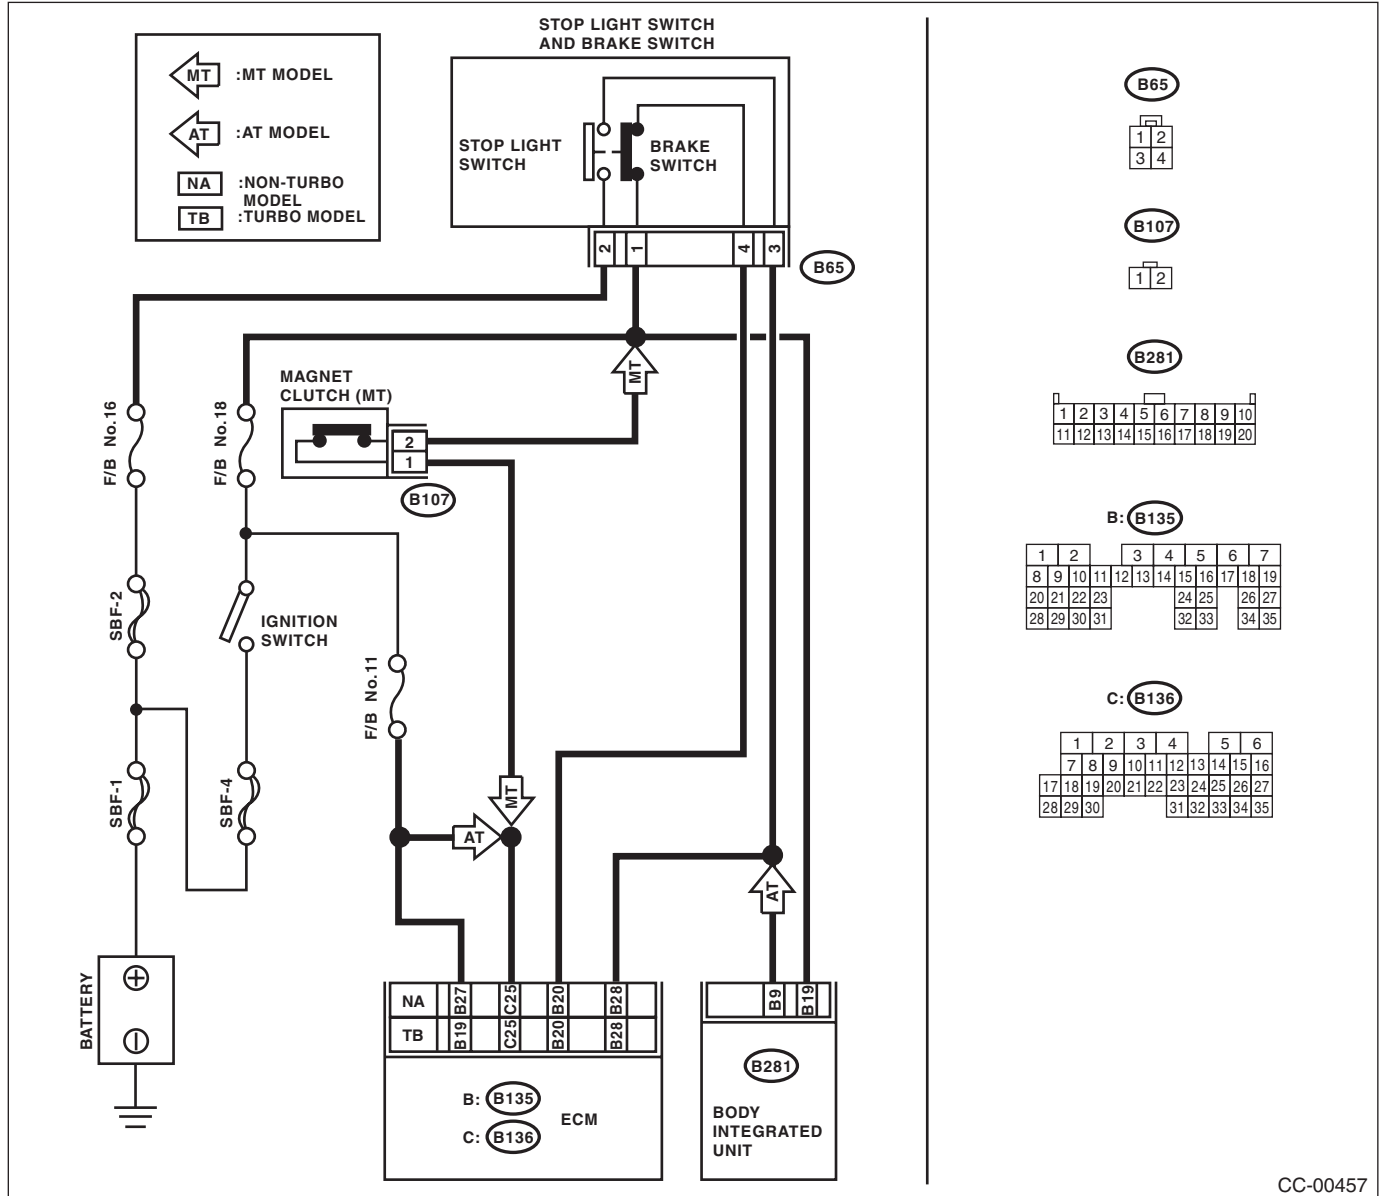 STOP LIGHT SWITCH
AND BRAKE SWITCH
MT :MT MODEL
AT :AT MODEL
NA :NON-TURBO
MODEL
TB :TURBO MODEL
STOP LIGHT
SWITCH
BRAKE
SWITCH
2 1 4 3
B65
MAGNET
CLUTCH (MT)
2
1
B107
MT
F/B No.16
F/B No.18
SBF-2
IGNITION
SWITCH
F/B No.11
SBF-1
SBF-4
MT
AT
AT
BATTERY
NA B27 C25 B20 B28
TB B19 C25 B20 B28
B: B135
C: B136
ECM
B9 B19
B281
BODY
INTEGRATED
UNIT
B65
1 2
3 4
B107
1 2
B281
1 2 3 4 5 6 7 8 9 10
11 12 13 14 15 16 17 18 19 20
B: B135
1 2 3 4 5 6 7
8 9 10 11 12 13 14 15 16 17 18 19
20 21 22 23 24 25 26 27
28 29 30 31 32 33 34 35
C: B136
1 2 3 4 5 6
7 8 9 10 11 12 13 14 15 16
17 18 19 20 21 22 23 24 25 26 27
28 29 30 31 32 33 34 35
CC-00457